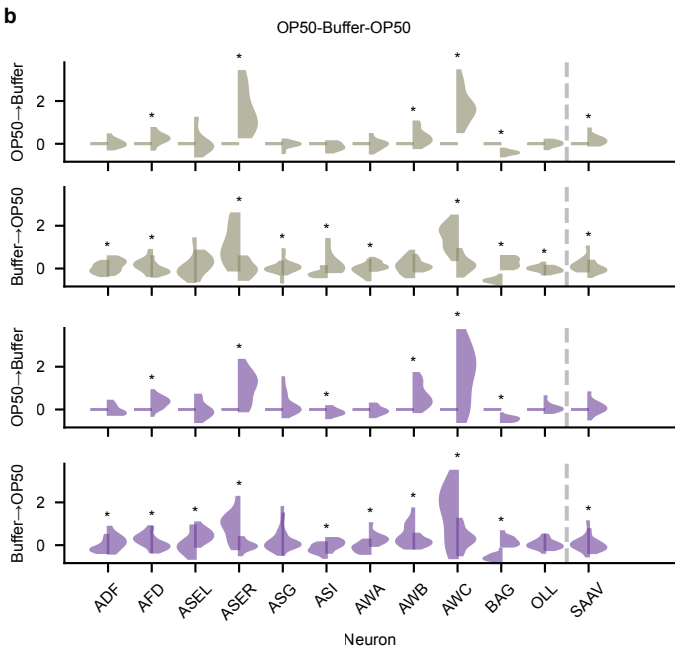 b
OP50-Buffer-OP50
OP50→Buffer
2
0
* * * * * *
Buffer→OP50
2
0
* * * * * * * * * *
OP50→Buffer
2
0
* * * * * *
Buffer→OP50
2
0
* * * * * * * * * *
ADF AFD ASEL ASER ASG ASI AWA AWB AWC BAG OLL SAAV
Neuron